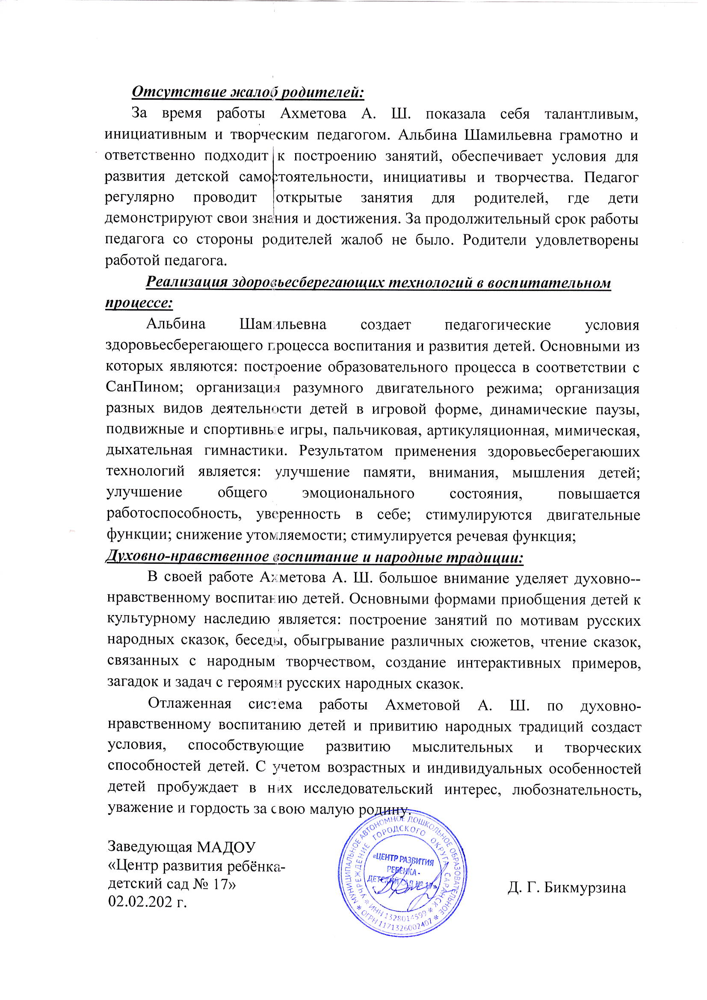 Отсутствие жалоб родителей:
За время работы Ахметова А. Ш. показала себя талантливым,
инициативным и творческим педагогом. Альбина Шамильевна грамотно и
ответственно подходит к построению занятий, обеспечивает условия для
развития детской самостоятельности, инициативы и творчества. Педагог
регулярно проводит открытые занятия для родителей, где дети
демонстрируют свои знания и достижения. За продолжительный срок работы
педагога со стороны родителей жалоб не было. Родители удовлетворены
работой педагога.
Реализация здоровьесберегающих технологий в воспитательном
процессе:
Альбина Шамильевна создает педагогические условия
здоровьесберегающего процесса воспитания и развития детей. Основными из
которых являются: построение образовательного процесса в соответствии с
СанПином; организация разумного двигательного режима; организация
разных видов деятельности детей в игровой форме, динамические паузы,
подвижные и спортивные игры, пальчиковая, артикуляционная, мимическая,
дыхательная гимнастики. Результатом применения здоровьесберегаюших
технологий является: улучшение памяти, внимания, мышления детей;
улучшение общего эмоционального состояния, повышается
работоспособность, уверенность в себе; стимулируются двигательные
функции; снижение утомляемости; стимулируется речевая функция;
Духовно-нравственное воспитание и народные традиции:
В своей работе Ахметова А. Ш. большое внимание уделяет духовно--
нравственному воспитанию детей. Основными формами приобщения детей к
культурному наследию является: построение занятий по мотивам русских
народных сказок, беседы, обыгрывание различных сюжетов, чтение сказок,
связанных с народным творчеством, создание интерактивных примеров,
загадок и задач с героями русских народных сказок.
Отлаженная система работы Ахметовой А. Ш. по духовно-
нравственному воспитанию детей и привитию народных традиций создаст
условия, способствующие развитию мыслительных и творческих
способностей детей. С учетом возрастных и индивидуальных особенностей
детей пробуждает в них исследовательский интерес, любознательность,
уважение и гордость за свою малую родину.
Заведующая МАДОУ
«Центр развития ребёнка-
детский сад № 17»
02.02.202 г.
Д. Г. Бикмурзина
МУНИЦИПАЛЬНОЕ АВТОНОМНОЕ ДОШКОЛЬНОЕ ОБРАЗОВАТЕЛЬНОЕ
УЧРЕЖДЕНИЕ ГОРОДСКОГО ОКРУГА САРАНСК
«ЦЕНТР РАЗВИТИЯ
РЕБЕНКА -
ДЕТСКИЙ САД № 17»
* ИНН 1328014599 *
* ОГРН 1171326002407 *